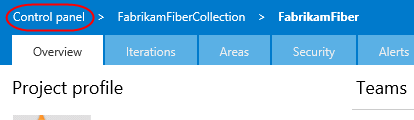 Control panel > FabrikamFiberCollection > FabrikamFiber
Overview Iterations Areas Security Alerts
Project profile Teams